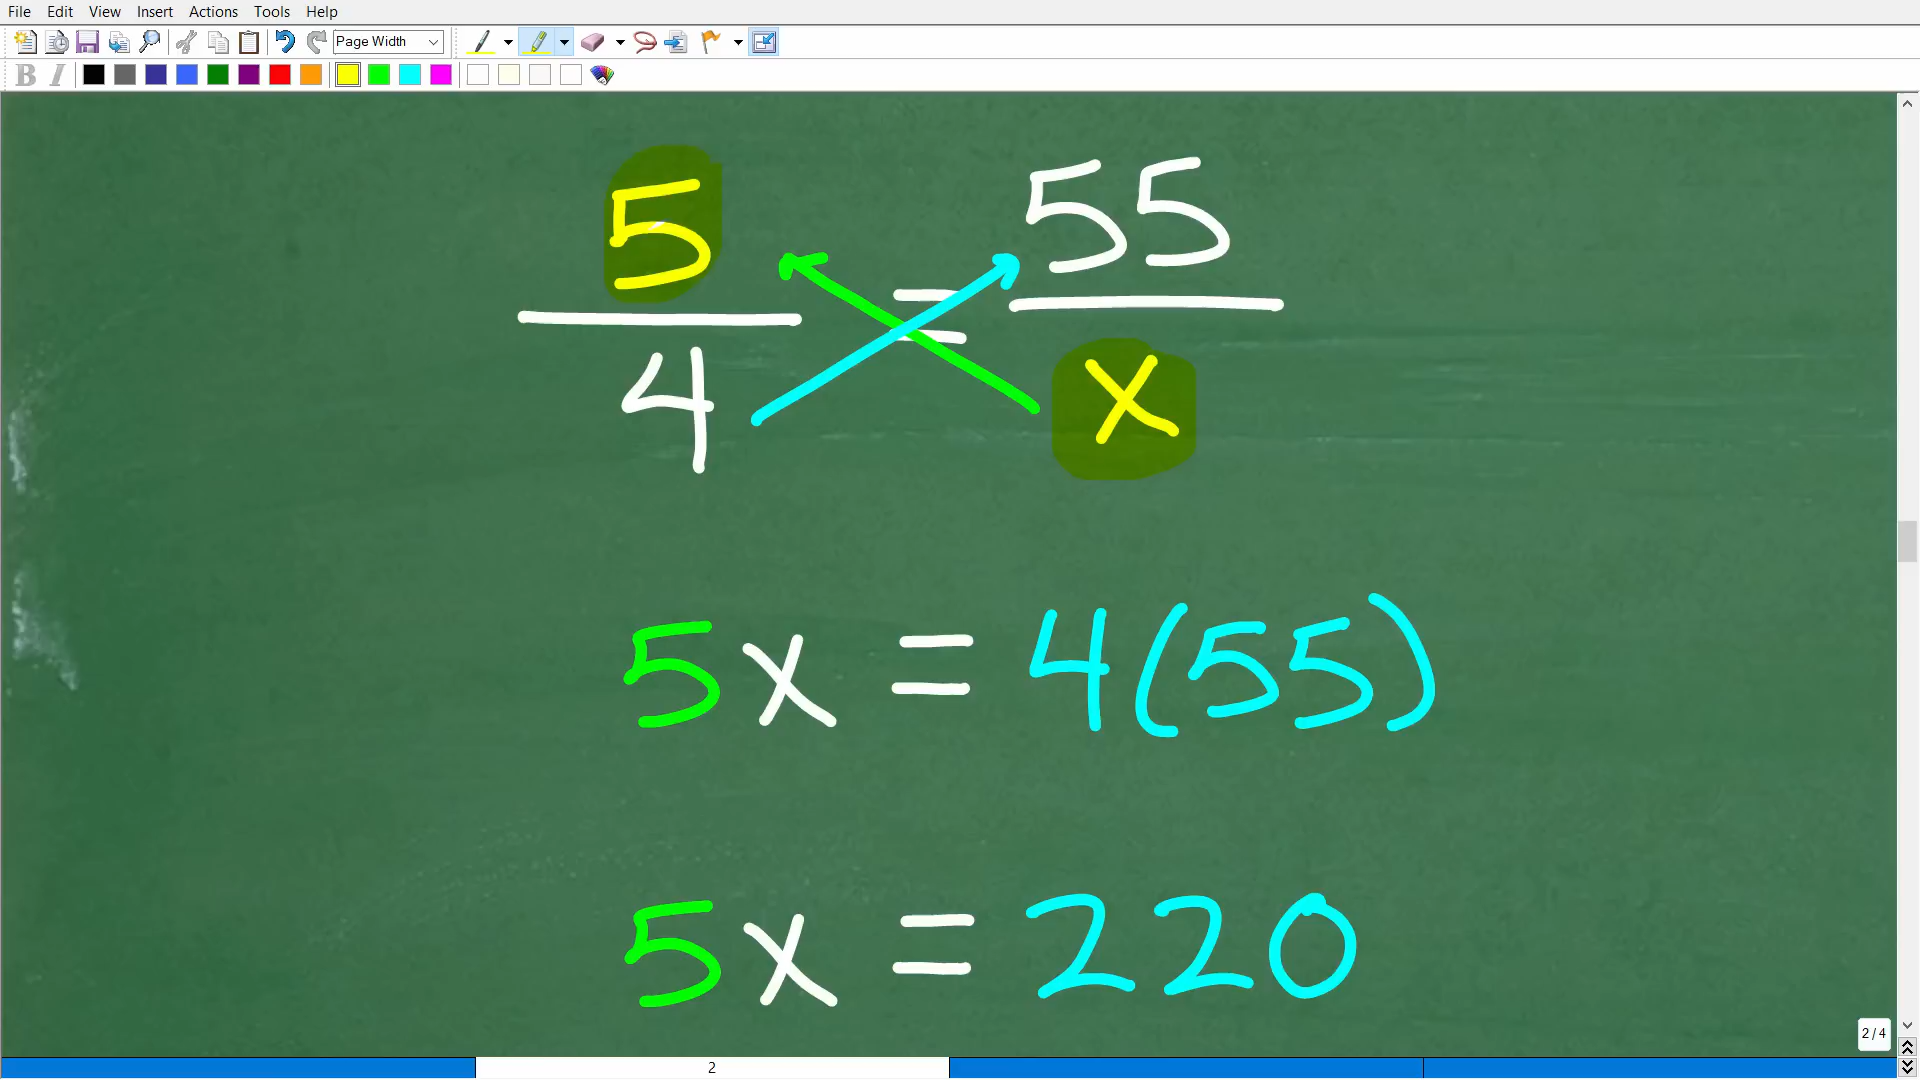 File Edit View Insert Actions Tools Help
Page Width
B I
5/4 = 55/x
5x = 4(55)
5x = 220
2 / 4
2